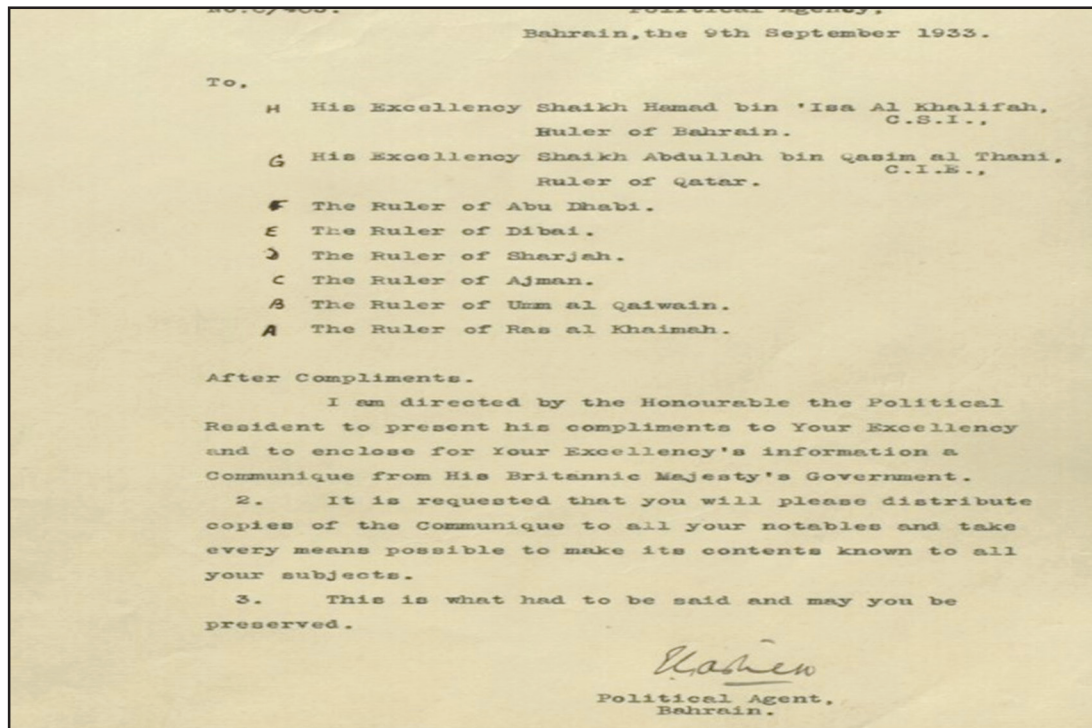 Political Agency,
Bahrain, the 9th September 1933.
To,
H His Excellency Shaikh Hamad bin 'Isa Al Khalifah,
C.S.I.,
Ruler of Bahrain.
G His Excellency Shaikh Abdullah bin Qasim al Thani,
C.I.E.,
Ruler of Qatar.
F The Ruler of Abu Dhabi.
E The Ruler of Dibai.
D The Ruler of Sharjah.
C The Ruler of Ajman.
B The Ruler of Umm al Qaiwain.
A The Ruler of Ras al Khaimah.
After Compliments.
I am directed by the Honourable the Political
Resident to present his compliments to Your Excellency
and to enclose for Your Excellency's information a
Communique from His Britannic Majesty's Government.
2. It is requested that you will please distribute
copies of the Communique to all your notables and take
every means possible to make its contents known to all
your subjects.
3. This is what had to be said and may you be
preserved.
Political Agent,
Bahrain.